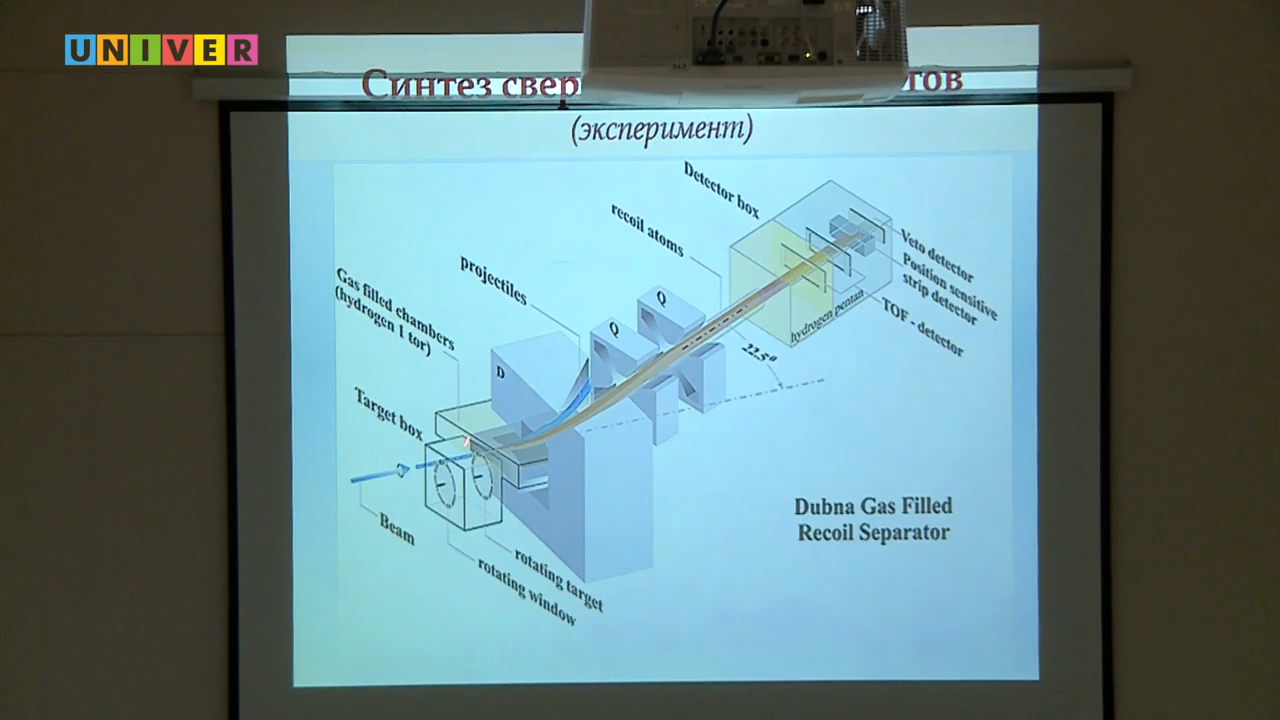 UNIVER
Синтез свер
тов
(эксперимент)
Detector box
recoil atoms
projectiles
Gas filled chambers
(hydrogen 1 tor)
Target box
Beam
rotating target
rotating window
D
Q
Q
22.5⁰
hydrogen pentan
Veto detector
Position sensitive
strip detector
TOF - detector
Dubna Gas Filled
Recoil Separator